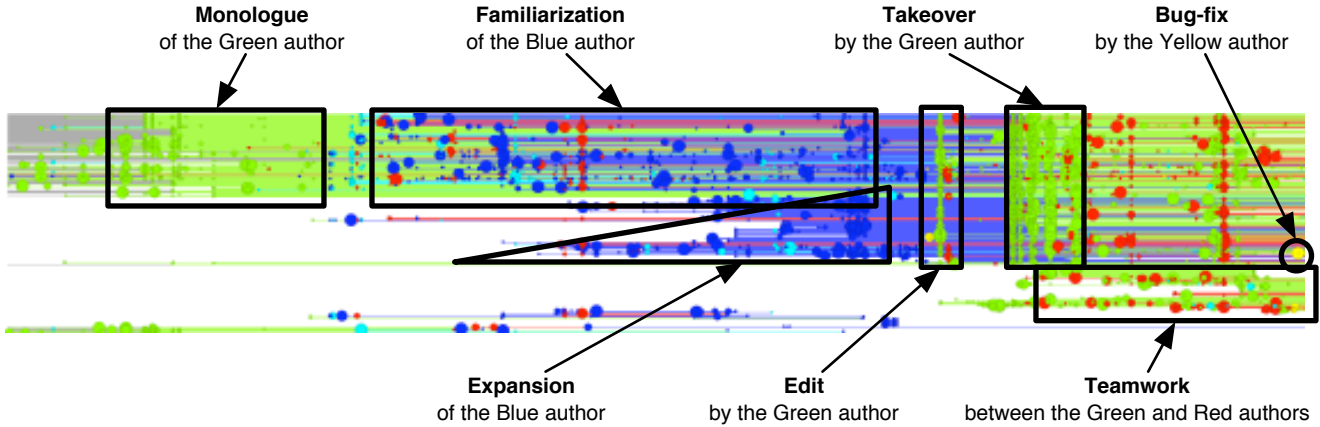 Monologue
of the Green author
Familiarization
of the Blue author
Takeover
by the Green author
Bug-fix
by the Yellow author
Expansion
of the Blue author
Edit
by the Green author
Teamwork
between the Green and Red authors